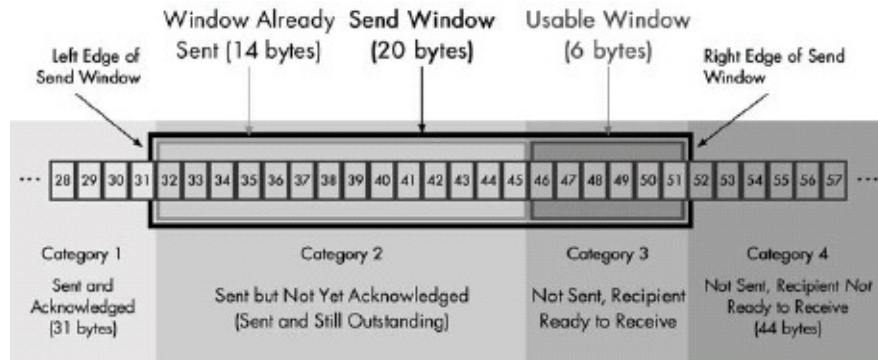 Window Already
Sent (14 bytes)
Send Window
(20 bytes)
Usable Window
(6 bytes)
Left Edge of
Send Window
Right Edge of Send
Window
... 28 29 30 31 32 33 34 35 36 37 38 39 40 41 42 43 44 45 46 47 48 49 50 51 52 53 54 55 56 57 ...
Category 1
Sent and
Acknowledged
(31 bytes)
Category 2
Sent but Not Yet Acknowledged
(Sent and Still Outstanding)
Category 3
Not Sent, Recipient
Ready to Receive
Category 4
Not Sent, Recipient Not
Ready to Receive
(44 bytes)